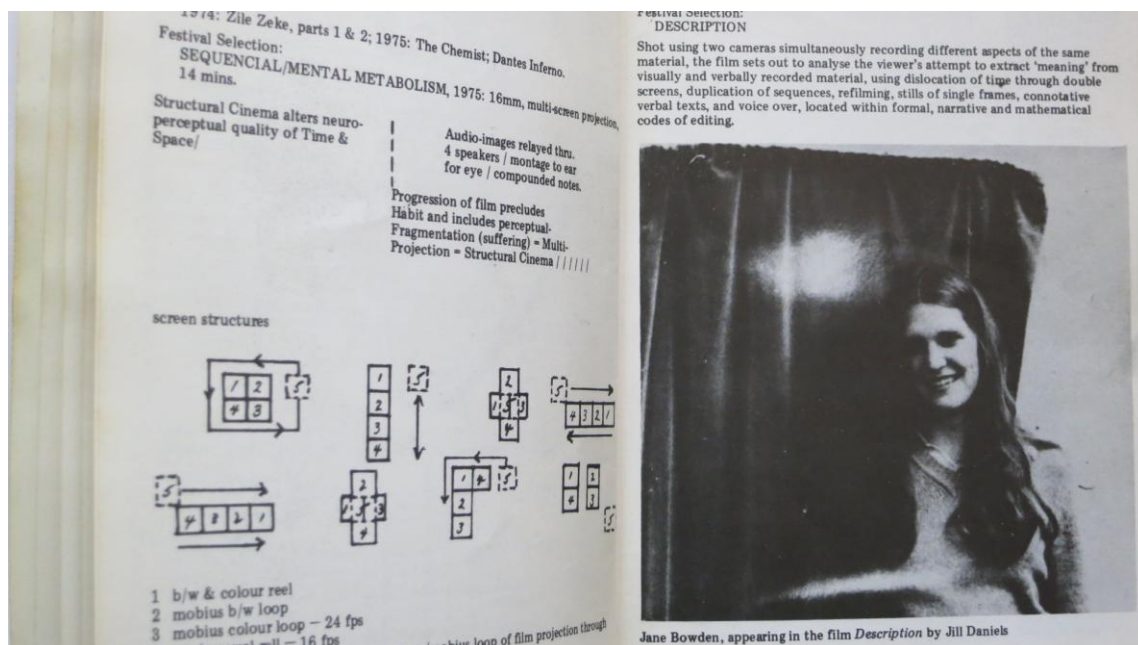 1974: Zile Zeke, parts 1 & 2; 1975: The Chemist; Dantes Inferno.
Festival Selection:
SEQUENCIAL/MENTAL METABOLISM, 1975: 16mm, multi-screen projection,
14 mins.
Structural Cinema alters neuro-
perceptual quality of Time &
Space/
Audio-images relayed thru.
4 speakers / montage to ear
for eye / compounded notes.
Progression of film precludes
Habit and includes perceptual-
Fragmentation (suffering) = Multi-
Projection = Structural Cinema / | | | | |
screen structures
1 2 5
4 3
1 5
2
3
4
2
1 5 3
4
5
4 3 2 1
5
4 3 2 1
2
1 5 3
4
1 4 5
2
3
1 2
4 3
5
1 b/w & colour reel
2 mobius b/w loop
3 mobius colour loop – 24 fps
– 16 fps
loop of film projection through
Festival Selection:
DESCRIPTION
Shot using two cameras simultaneously recording different aspects of the same
material, the film sets out to analyse the viewer's attempt to extract 'meaning' from
visually and verbally recorded material, using dislocation of time through double
screens, duplication of sequences, refilming, stills of single frames, connotative
verbal texts, and voice over, located within formal, narrative and mathematical
codes of editing.
Jane Bowden, appearing in the film Description by Jill Daniels